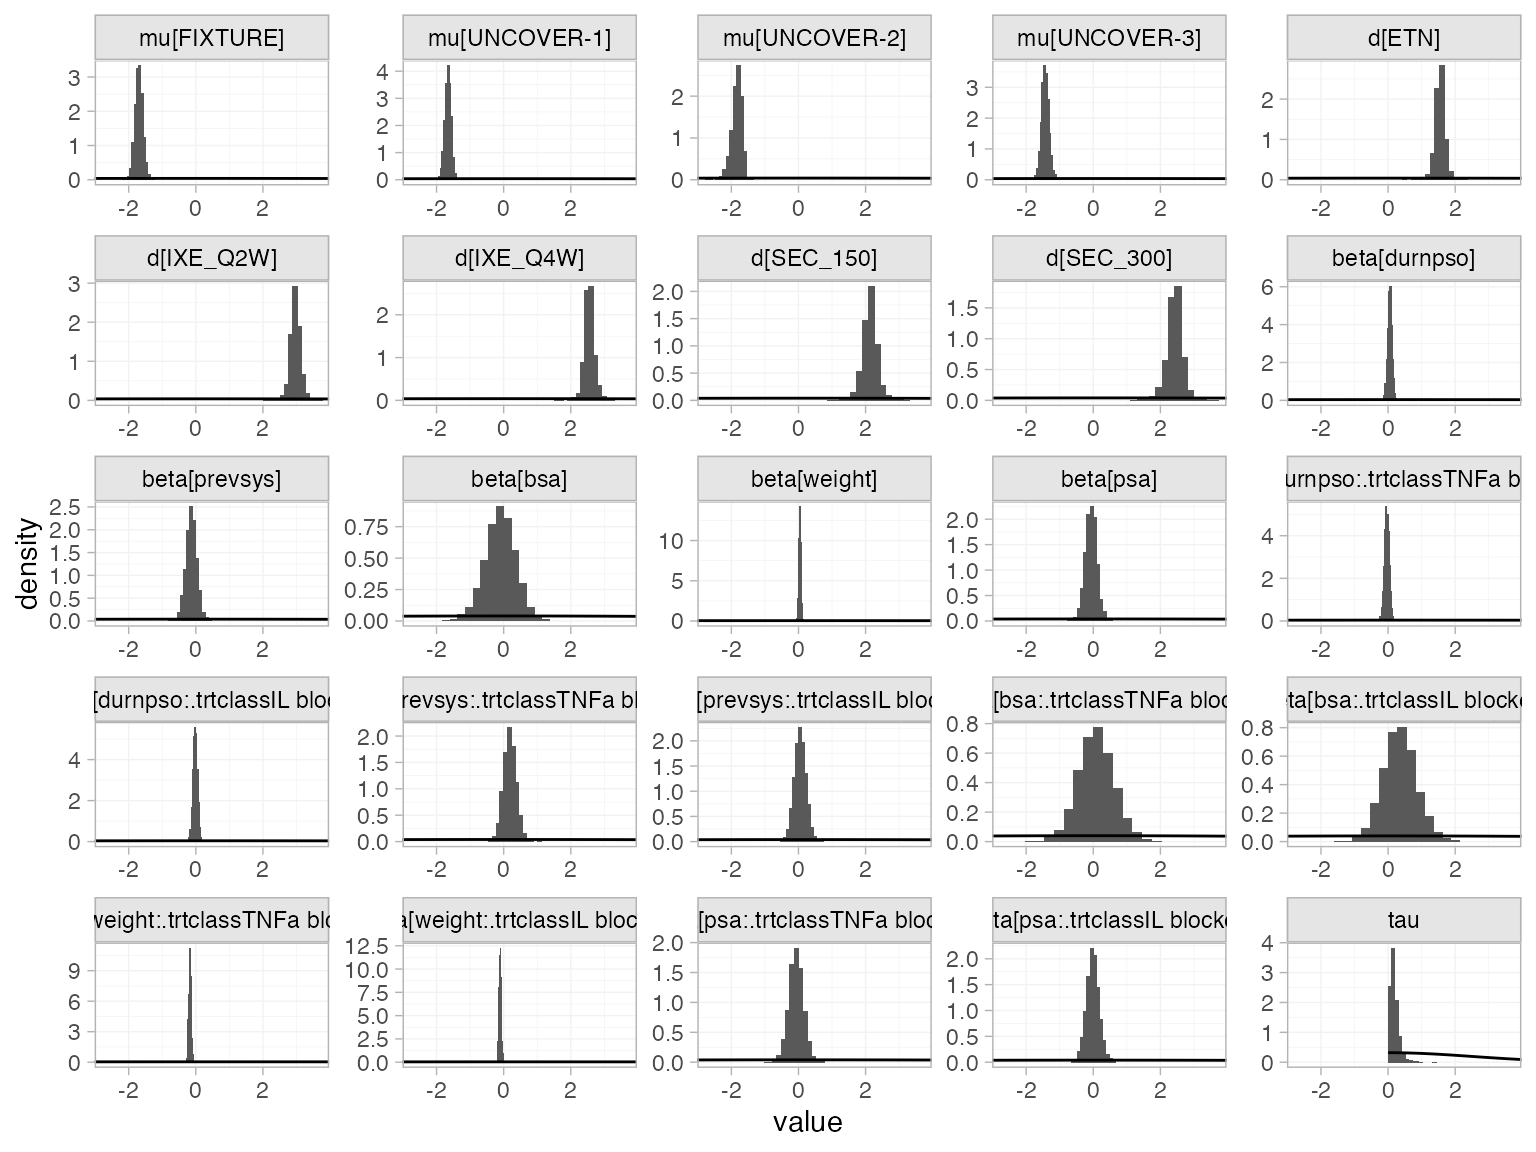 mu[FIXTURE] mu[UNCOVER-1] mu[UNCOVER-2] mu[UNCOVER-3] d[ETN]
3 4 2 3 2
2 3 1 2 1
1 2 0 1 0
0 1 0
0
-2 0 2 -2 0 2 -2 0 2 -2 0 2 -2 0 2
d[IXE_Q2W] d[IXE_Q4W] d[SEC_150] d[SEC_300] beta[durnpso]
3 2 2.0 1.5 6
2 1 1.5 1.0 4
1 0 1.0 0.5 2
0 0.5 0.0 0
0.0
-2 0 2 -2 0 2 -2 0 2 -2 0 2 -2 0 2
beta[prevsys] beta[bsa] beta[weight] beta[psa] urnpso:.trtclassTNFa b
2.5 0.75 10 2.0 4
2.0 0.50 5 1.5 2
1.5 0.25 0 1.0 0
1.0 0.00 0.5
0.5 0.0
0.0
-2 0 2 -2 0 2 -2 0 2 -2 0 2 -2 0 2
density
[durnpso:.trtclassIL bloc revsys:.trtclassTNFa bl [prevsys:.trtclassIL bloc [bsa:.trtclassTNFa bloc eta[bsa:.trtclassIL blocke
4 2.0 2.0 0.8 0.8
2 1.5 1.5 0.6 0.6
0 1.0 1.0 0.4 0.4
0.5 0.5 0.2 0.2
0.0 0.0 0.0 0.0
-2 0 2 -2 0 2 -2 0 2 -2 0 2 -2 0 2
weight:.trtclassTNFa blo a[weight:.trtclassIL bloc [psa:.trtclassTNFa bloc ta[psa:.trtclassIL blocke tau
9 12.5 2.0 2.0 4
6 10.0 1.5 1.5 3
3 7.5 1.0 1.0 2
0 5.0 0.5 0.5 1
2.5 0.0 0.0 0
0.0
-2 0 2 -2 0 2 -2 0 2 -2 0 2 -2 0 2
value